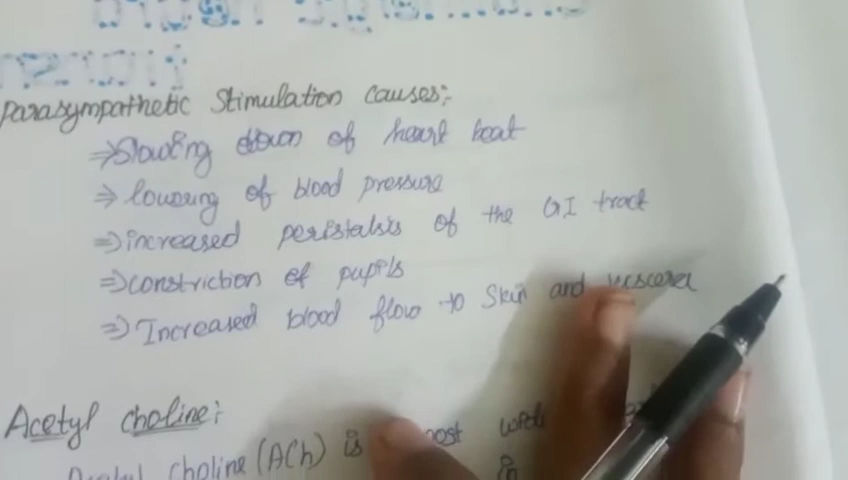 Parasympathetic Stimulation causes:
⇒ Slowing down of heart beat
⇒ lowering of blood pressure
⇒ increased peristalsis of the GI track
⇒ constriction of pupils
⇒ Increased blood flow to Skin and viscera
Acetyl choline:
choline (ACh) is
in